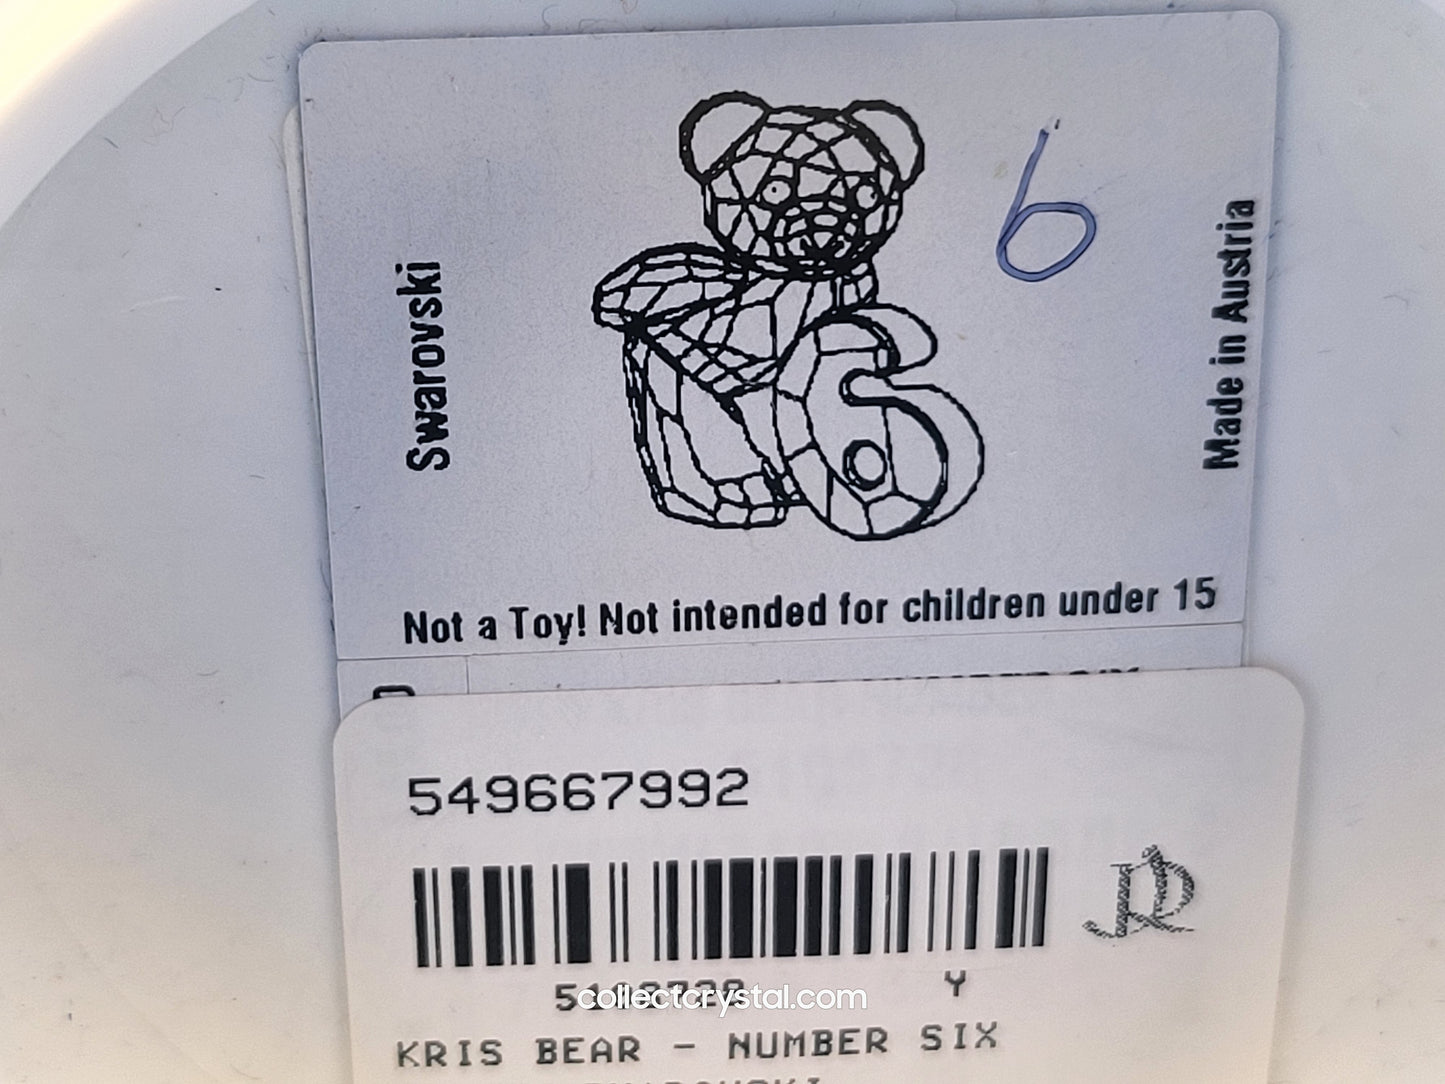 6
Swarovski
6
Made in Austria
Not a Toy! Not intended for children under 15
549667992
Y
collectcrystal.com
KRIS BEAR - NUMBER SIX